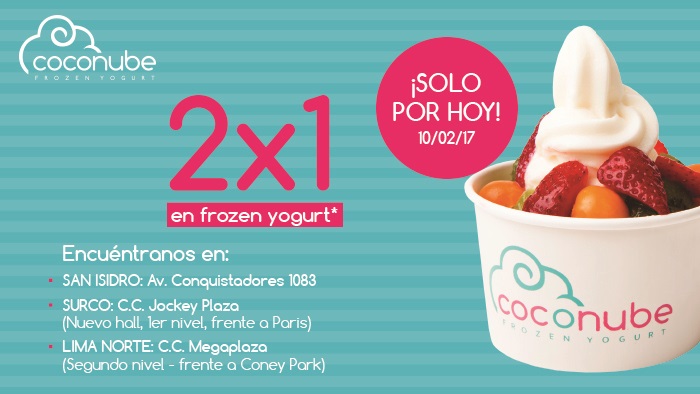 coconube
FROZEN YOGURT
2x1
en frozen yogurt*
¡SOLO
POR HOY!
10/02/17
Encuéntranos en:
• SAN ISIDRO: Av. Conquistadores 1083
• SURCO: C.C. Jockey Plaza
(Nuevo hall, 1er nivel, frente a Paris)
• LIMA NORTE: C.C. Megaplaza
(Segundo nivel - frente a Coney Park)
coconube
FROZEN YOGURT